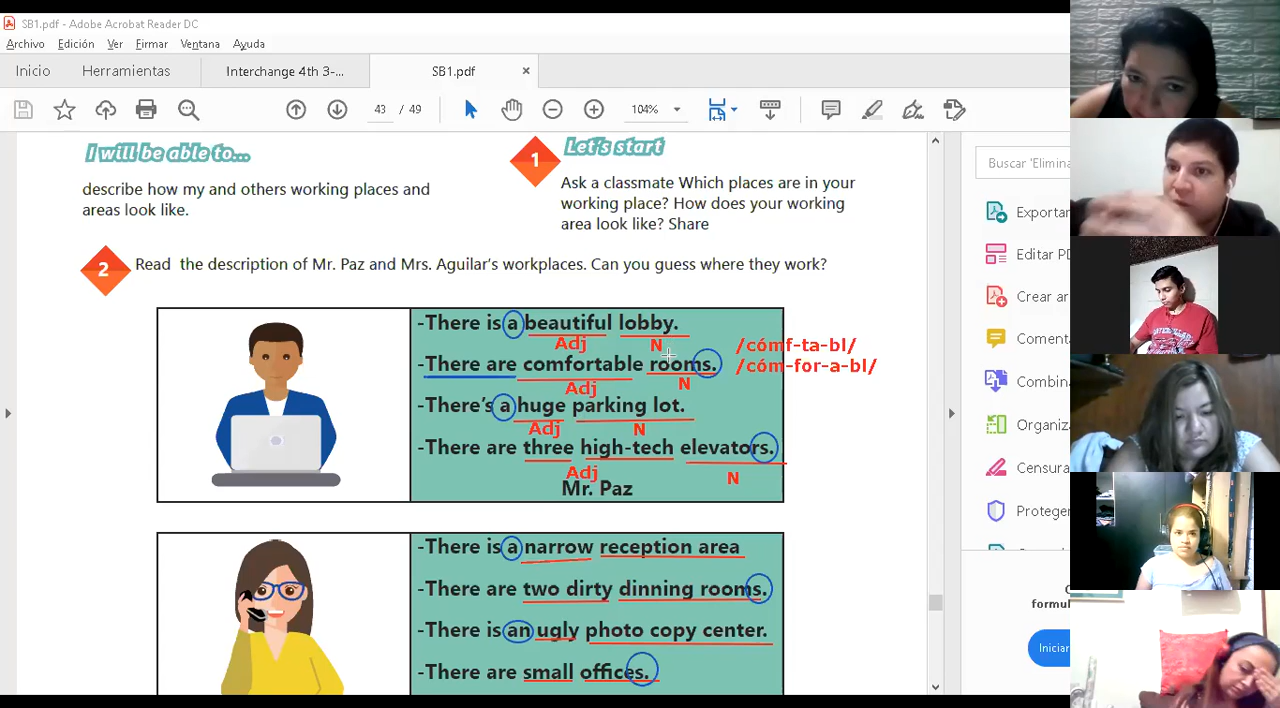 SB1.pdf - Adobe Acrobat Reader DC
Archivo Edición Ver Firmar Ventana Ayuda
Inicio Herramientas Interchange 4th 3-... SB1.pdf ×
43 / 49 104%
I will be able to...
describe how my and others working places and
areas look like.
1 Let's start
Ask a classmate Which places are in your
working place? How does your working
area look like? Share
2 Read the description of Mr. Paz and Mrs. Aguilar's workplaces. Can you guess where they work?
-There is a beautiful lobby.
Adj N /cómf-ta-bl/
-There are comfortable rooms. /cóm-for-a-bl/
Adj N
-There's a huge parking lot.
Adj N
-There are three high-tech elevators.
Adj N
Mr. Paz
-There is a narrow reception area
-There are two dirty dinning rooms.
-There is an ugly photo copy center.
-There are small offices.
Buscar 'Elimina
Exportar
Editar PD
Crear ar
Comenta
Combina
Organiza
Censura
Proteger
formu
Iniciar